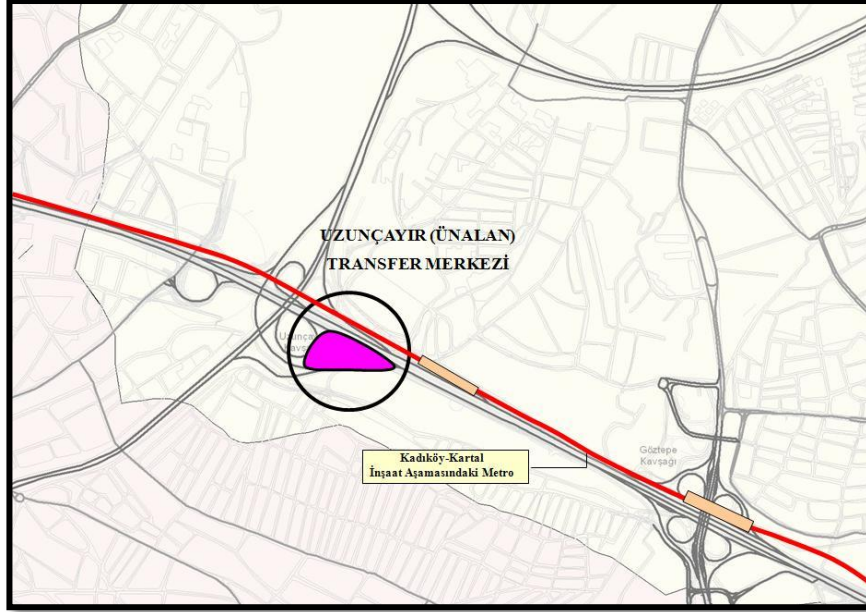 UZUNÇAYIR (ÜNALAN)
TRANSFER MERKEZİ
Kadıköy-Kartal
İnşaat Aşamasındaki Metro
Göztepe
Kavşağı